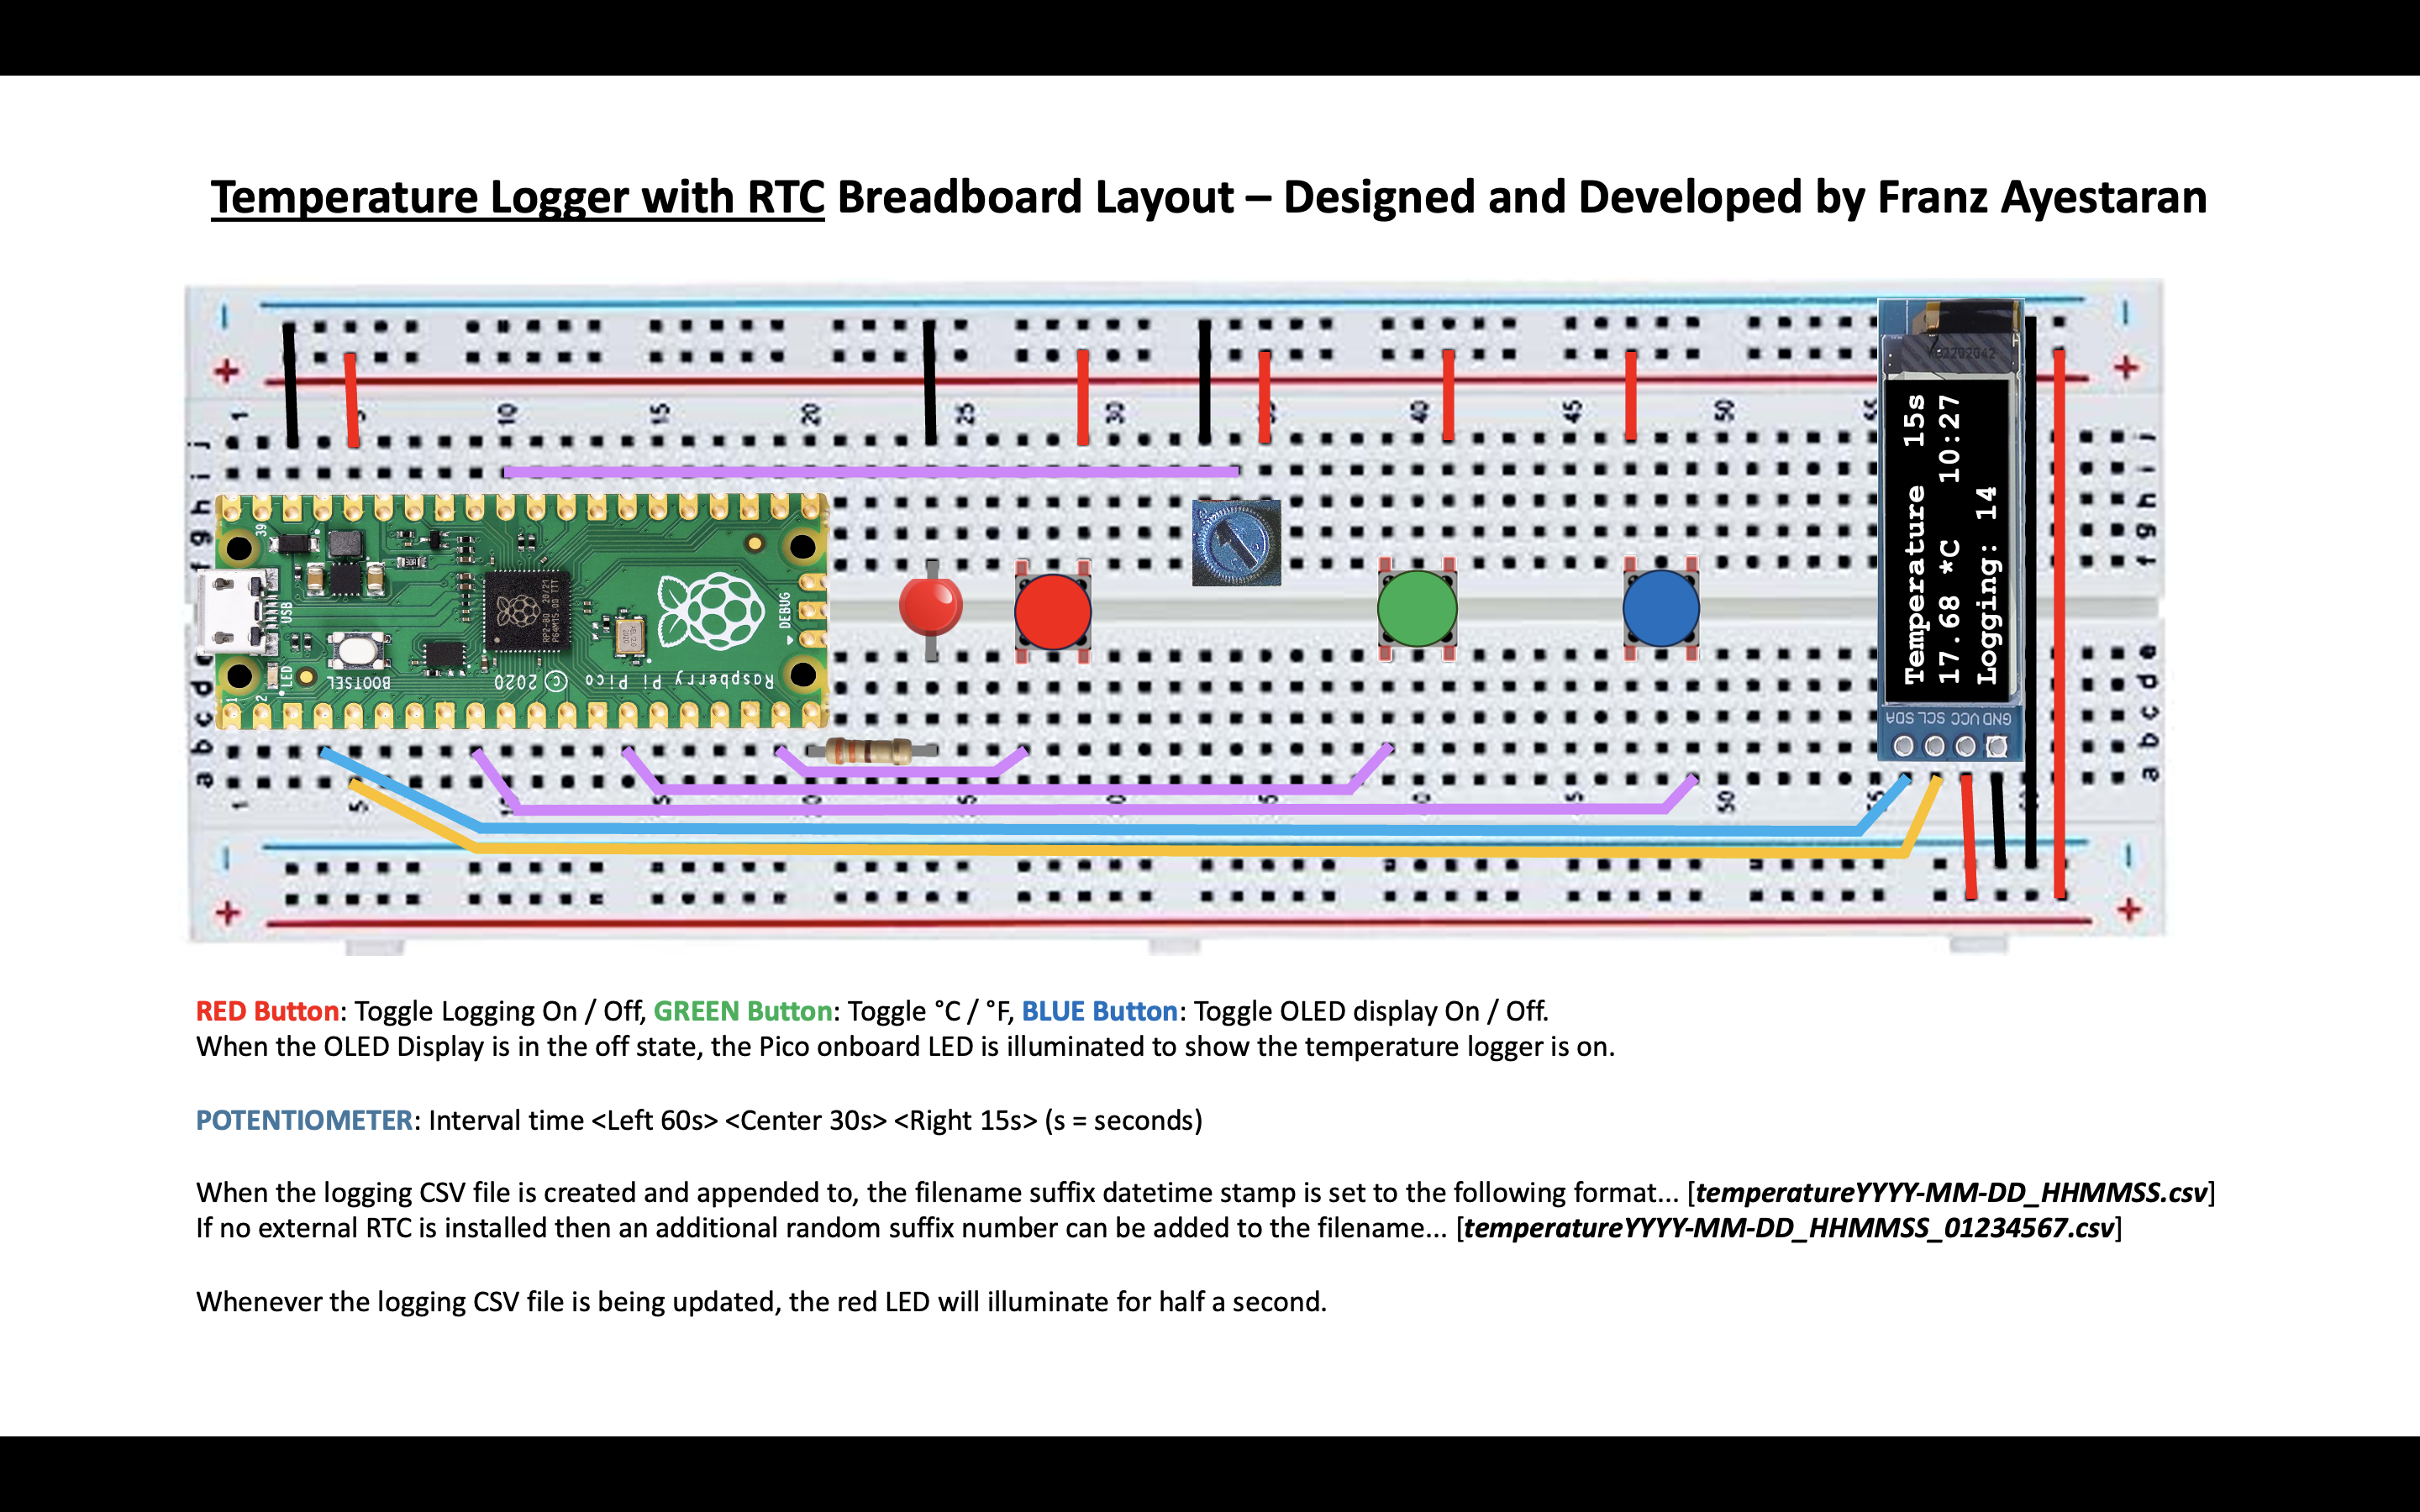 Temperature Logger with RTC Breadboard Layout – Designed and Developed by Franz Ayestaran
1 5 10 15 20 25 30 35 40 45 50
j
i
h
g
f
e
d
c
b
a
39
USB
DEBUG
LED
1
2
BOOTSEL
Raspberry Pi Pico © 2020
Temperature 15s
17.68 *C 10:27
Logging: 14
GND VCC SCL SDA
RED Button: Toggle Logging On / Off, GREEN Button: Toggle °C / °F, BLUE Button: Toggle OLED display On / Off.
When the OLED Display is in the off state, the Pico onboard LED is illuminated to show the temperature logger is on.
POTENTIOMETER: Interval time <Left 60s> <Center 30s> <Right 15s> (s = seconds)
When the logging CSV file is created and appended to, the filename suffix datetime stamp is set to the following format... [temperatureYYYY-MM-DD_HHMMSS.csv]
If no external RTC is installed then an additional random suffix number can be added to the filename... [temperatureYYYY-MM-DD_HHMMSS_01234567.csv]
Whenever the logging CSV file is being updated, the red LED will illuminate for half a second.